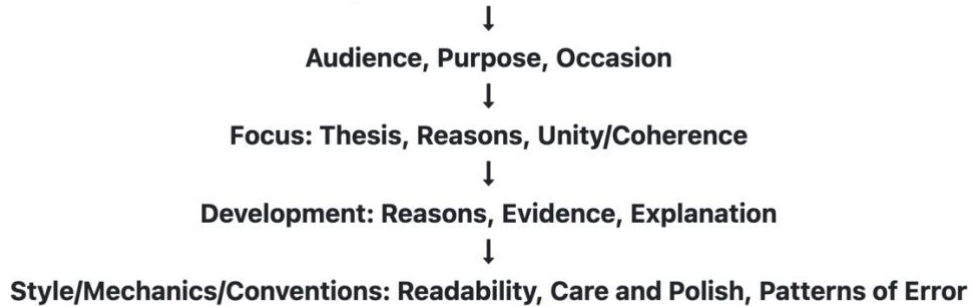 ↓
Audience, Purpose, Occasion
↓
Focus: Thesis, Reasons, Unity/Coherence
↓
Development: Reasons, Evidence, Explanation
↓
Style/Mechanics/Conventions: Readability, Care and Polish, Patterns of Error